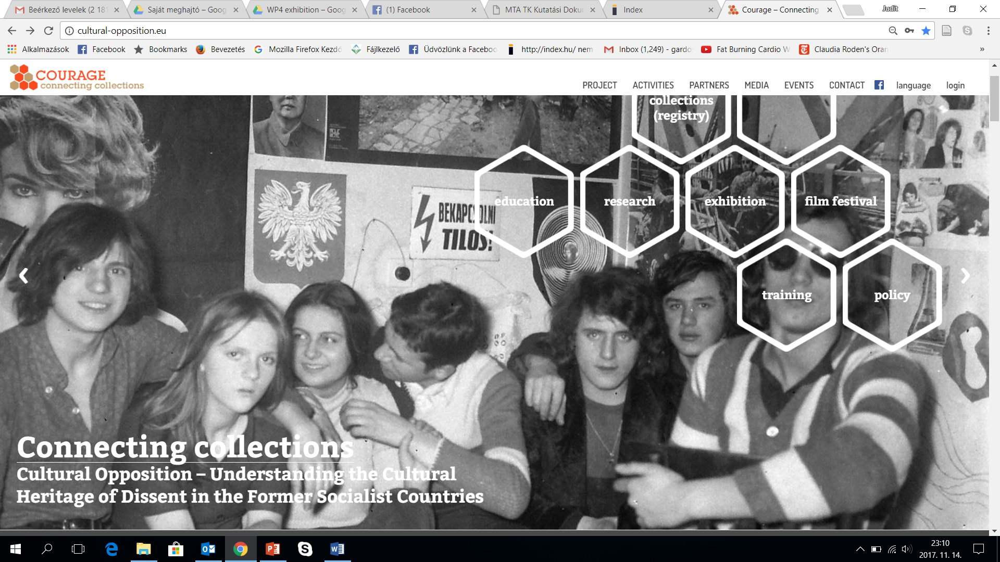 Beérkező levelek (2 181
Saját meghajtó – Goog
WP4 exhibition – Goog
(1) Facebook
MTA TK Kutatási Doku
Index
Courage – Connecting
Judit
cultural-opposition.eu
Alkalmazások
Facebook
Bookmarks
Bevezetés
Mozilla Firefox Kezdő
Fájlkezelő
Üdvözlünk a Faceboo
http://index.hu/ nem
Inbox (1,249) - gardo
Fat Burning Cardio W
Claudia Roden's Oran
»
COURAGE
connecting collections
PROJECT
ACTIVITIES
PARTNERS
MEDIA
EVENTS
CONTACT
language
login
collections
(registry)
education
research
exhibition
film festival
training
policy
BEKAPCSOLNI
TILOS!
Connecting collections
Cultural Opposition – Understanding the Cultural
Heritage of Dissent in the Former Socialist Countries
23:10
2017. 11. 14.